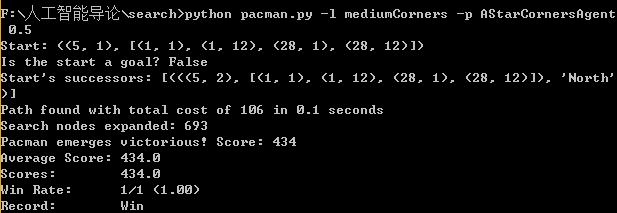 F:\人工智能导论\search>python pacman.py -l mediumCorners -p AStarCornersAgent
 0.5
Start: ((5, 1), [(1, 1), (1, 12), (28, 1), (28, 12)])
Is the start a goal? False
Start's successors: [(((5, 2), [(1, 1), (1, 12), (28, 1), (28, 12)]), 'North',
)]
Path found with total cost of 106 in 0.1 seconds
Search nodes expanded: 693
Pacman emerges victorious! Score: 434
Average Score: 434.0
Scores:        434.0
Win Rate:      1/1 (1.00)
Record:        Win